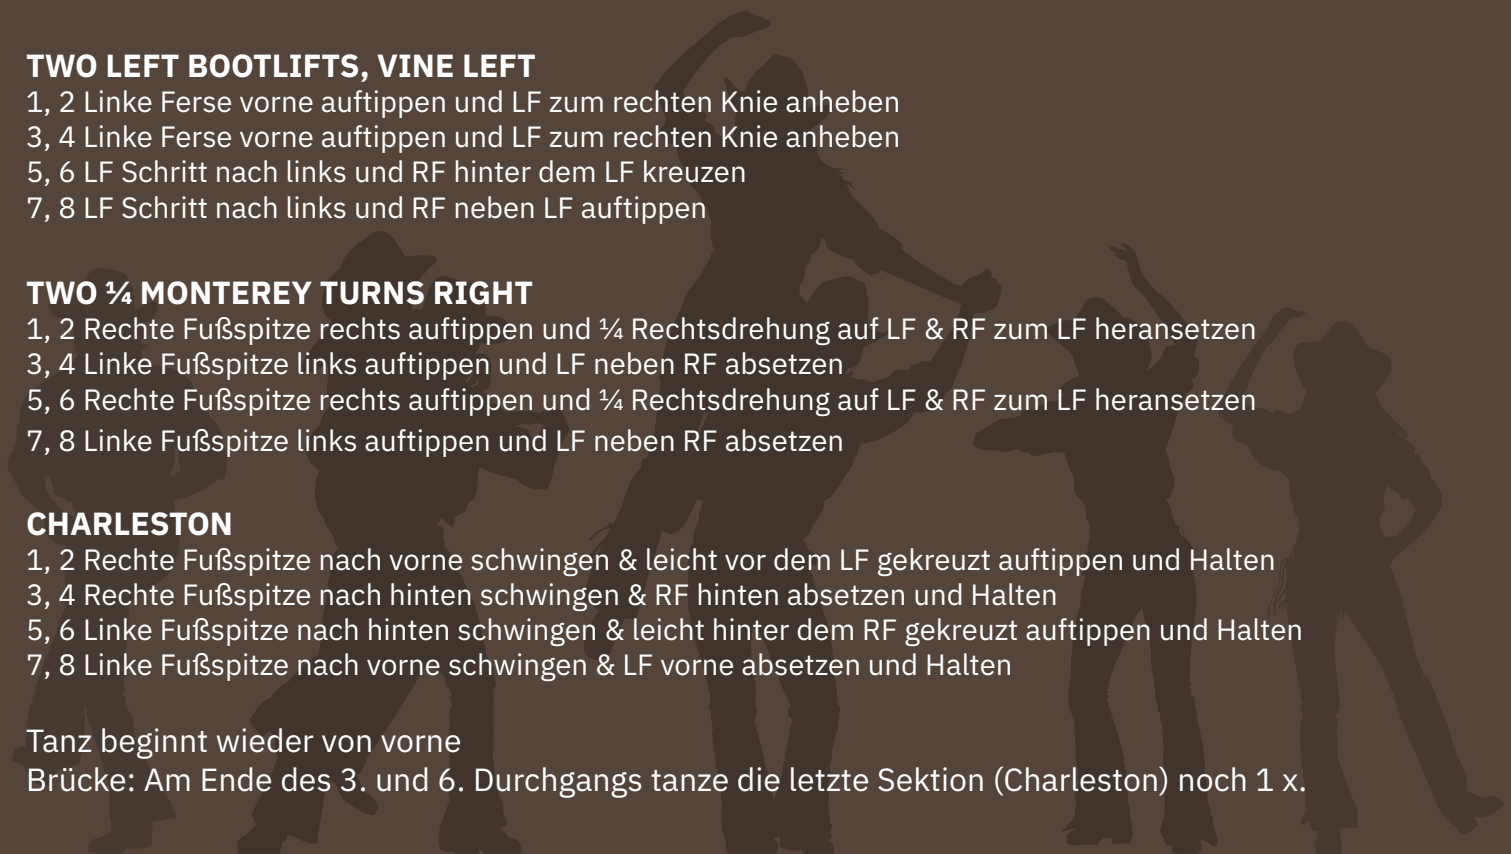 TWO LEFT BOOTLIFTS, VINE LEFT
1, 2 Linke Ferse vorne auftippen und LF zum rechten Knie anheben
3, 4 Linke Ferse vorne auftippen und LF zum rechten Knie anheben
5, 6 LF Schritt nach links und RF hinter dem LF kreuzen
7, 8 LF Schritt nach links und RF neben LF auftippen
TWO ¼ MONTEREY TURNS RIGHT
1, 2 Rechte Fußspitze rechts auftippen und ¼ Rechtsdrehung auf LF & RF zum LF heransetzen
3, 4 Linke Fußspitze links auftippen und LF neben RF absetzen
5, 6 Rechte Fußspitze rechts auftippen und ¼ Rechtsdrehung auf LF & RF zum LF heransetzen
7, 8 Linke Fußspitze links auftippen und LF neben RF absetzen
CHARLESTON
1, 2 Rechte Fußspitze nach vorne schwingen & leicht vor dem LF gekreuzt auftippen und Halten
3, 4 Rechte Fußspitze nach hinten schwingen & RF hinten absetzen und Halten
5, 6 Linke Fußspitze nach hinten schwingen & leicht hinter dem RF gekreuzt auftippen und Halten
7, 8 Linke Fußspitze nach vorne schwingen & LF vorne absetzen und Halten
Tanz beginnt wieder von vorne
Brücke: Am Ende des 3. und 6. Durchgangs tanze die letzte Sektion (Charleston) noch 1 x.